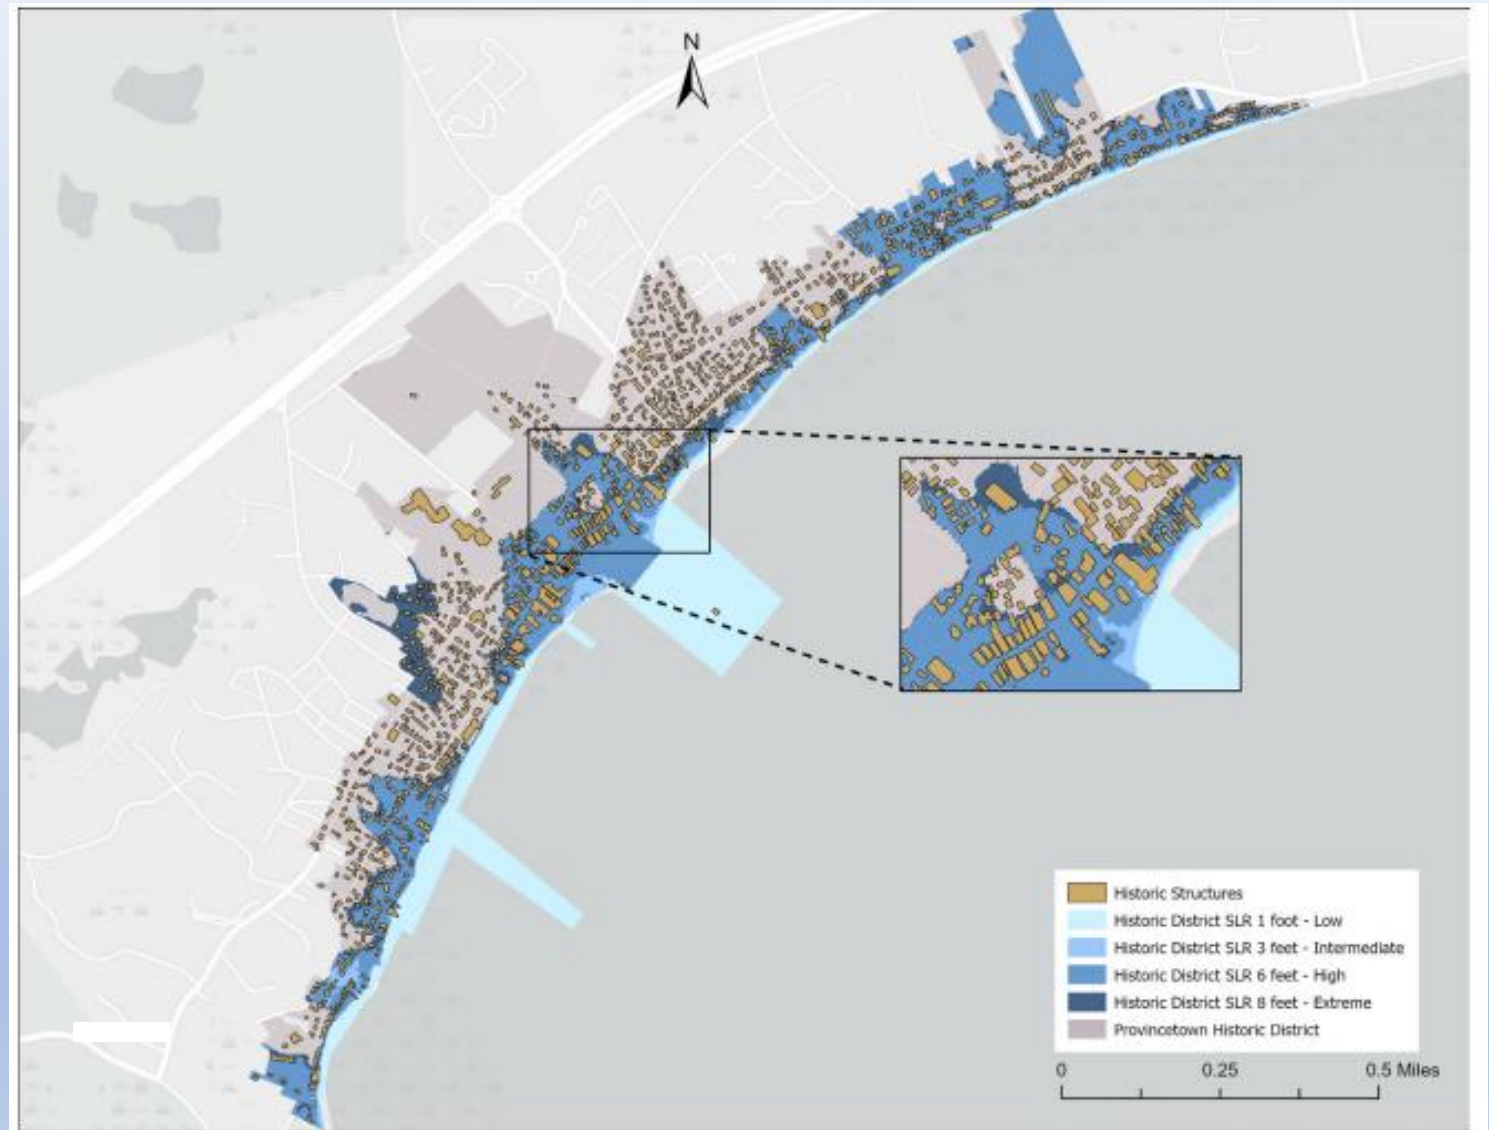 N
Historic Structures
Historic District SLR 1 foot - Low
Historic District SLR 3 feet - Intermediate
Historic District SLR 6 feet - High
Historic District SLR 8 feet - Extreme
Provincetown Historic District
0 0.25 0.5 Miles